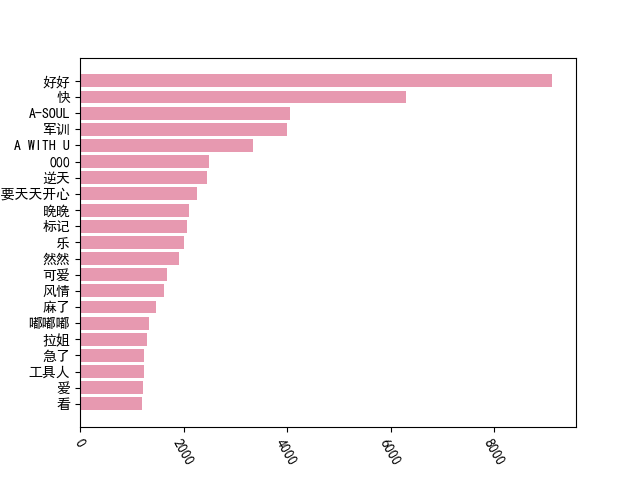 好好
快
A-SOUL
军训
A WITH U
OOO
逆天
要天天开心
晚晚
标记
乐
然然
可爱
风情
麻了
嘟嘟嘟
拉姐
急了
工具人
爱
看
0 2000 4000 6000 8000